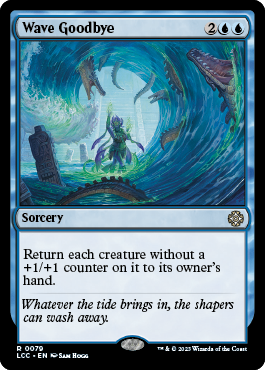 Wave Goodbye 2
Sorcery
Return each creature without a
+1/+1 counter on it to its owner's
hand.
Whatever the tide brings in, the shapers
can wash away.
R 0079
LCC • EN Sam Hogg
™ & © 2023 Wizards of the Coast